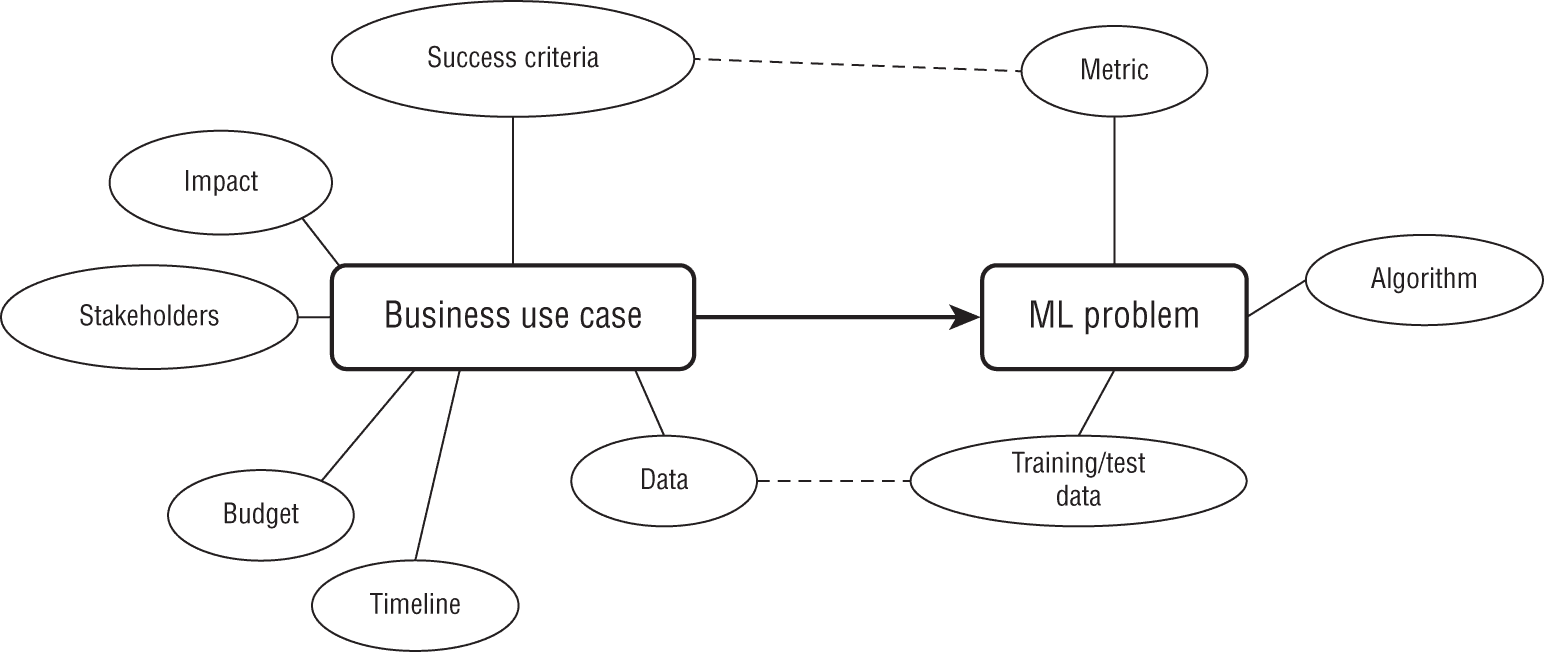 Success criteria
Metric
Impact
Algorithm
Stakeholders
Business use case
ML problem
Data
Training/test
data
Budget
Timeline